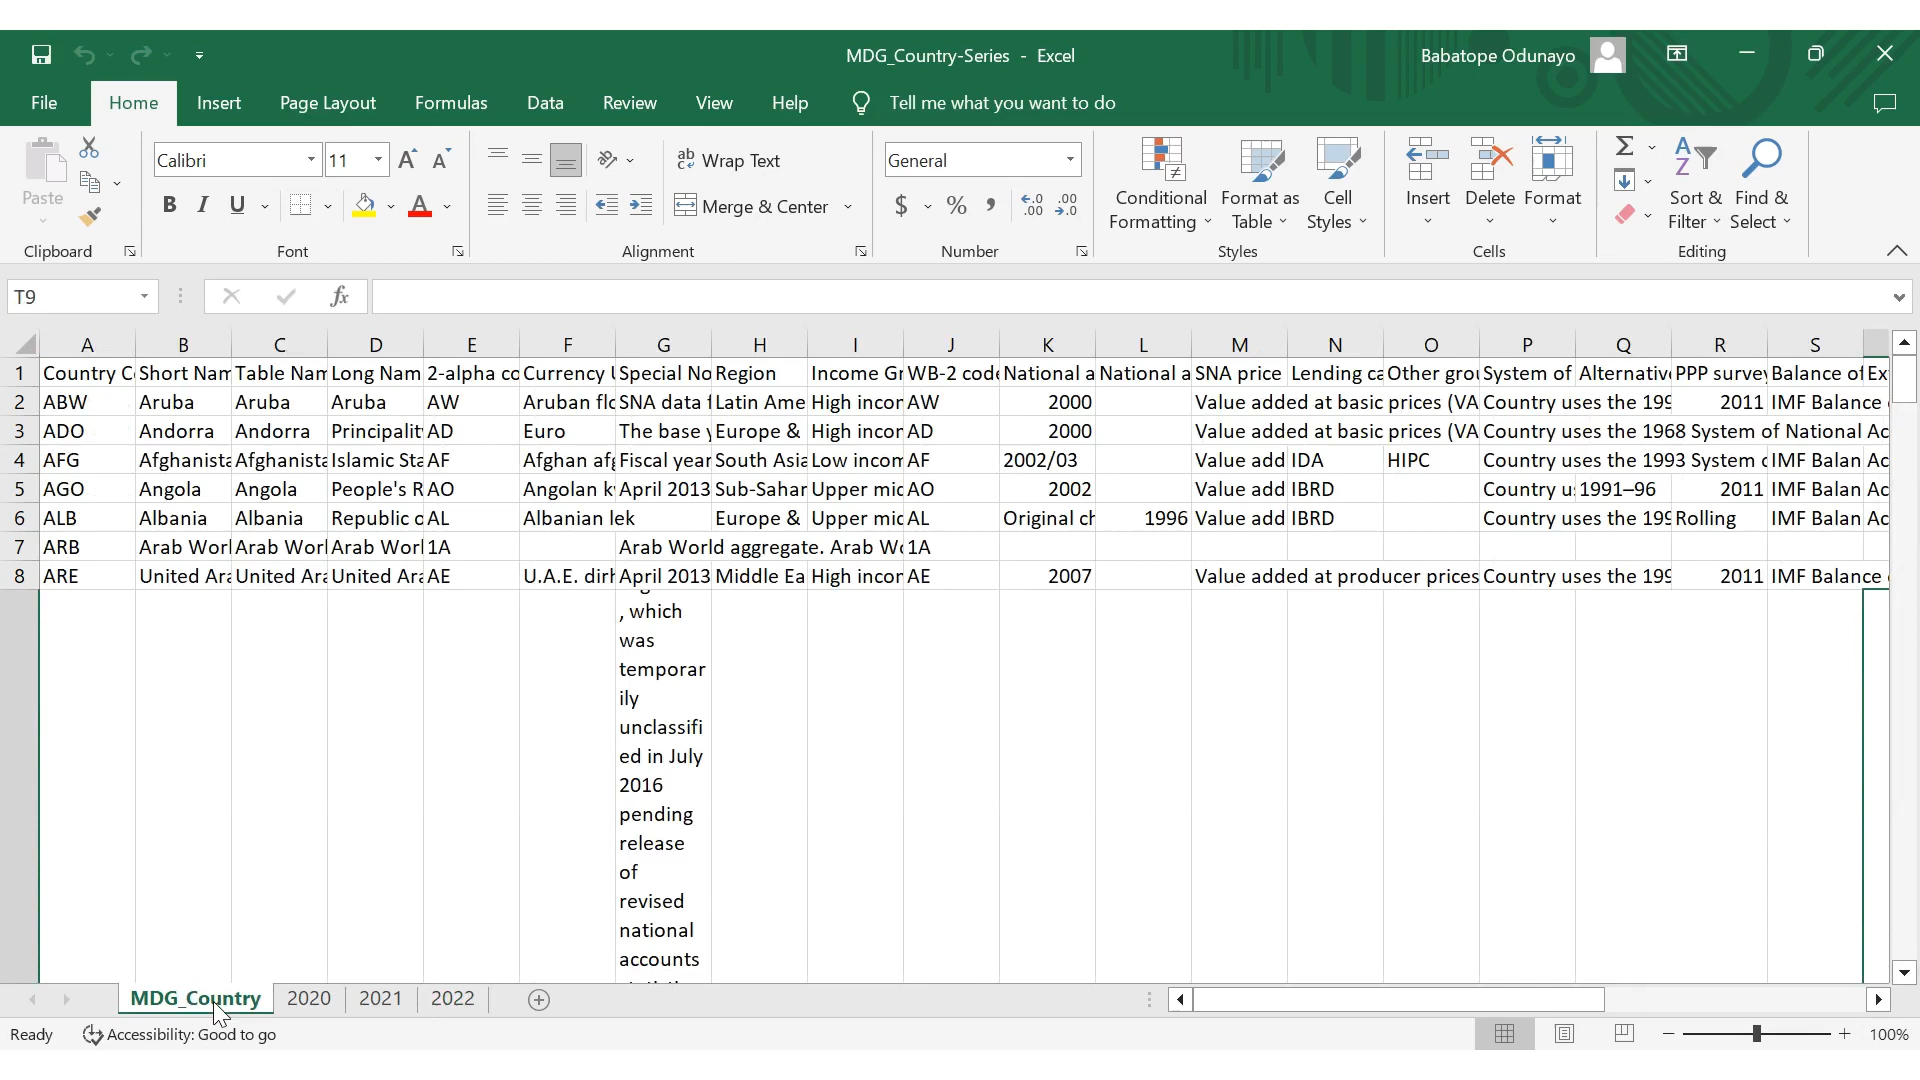 MDG_Country-Series - Excel
Babatope Odunayo
File Home Insert Page Layout Formulas Data Review View Help Tell me what you want to do
Paste
Clipboard
Calibri 11
B I U A
Font
ab Wrap Text
Merge & Center
Alignment
General
$ % , .00 .00
Number
Conditional Formatting
Format as Table
Cell Styles
Styles
Insert Delete Format
Cells
Sort & Filter
Find & Select
Editing
T9 fx
A B C D E F G H I J K L M N O P Q R S
1 Country Co Short Nam Table Nam Long Nam 2-alpha co Currency U Special No Region Income Gr WB-2 code National a National a SNA price Lending ca Other grou System of Alternative PPP survey Balance of Ex
2 ABW Aruba Aruba Aruba AW Aruban flo SNA data f Latin Ame High incor AW 2000 Value added at basic prices (VA Country uses the 199 2011 IMF Balance
3 ADO Andorra Andorra Principalit AD Euro The base y Europe & High incor AD 2000 Value added at basic prices (VA Country uses the 1968 System of National Ac
4 AFG Afghanista Afghanista Islamic Sta AF Afghan afg Fiscal year South Asia Low incom AF 2002/03 Value add IDA HIPC Country uses the 1993 System o IMF Balan Ac
5 AGO Angola Angola People's R AO Angolan kw April 2013 Sub-Sahar Upper mic AO 2002 Value add IBRD Country u 1991–96 2011 IMF Balan Ac
6 ALB Albania Albania Republic o AL Albanian lek Europe & Upper mic AL Original ch 1996 Value add IBRD Country uses the 199 Rolling IMF Balan Ac
7 ARB Arab Worl Arab Worl Arab Worl 1A Arab World aggregate. Arab Wo 1A
8 ARE United Ara United Ara United Ara AE U.A.E. dirh April 2013 Middle Ea High incor AE 2007 Value added at producer prices Country uses the 199 2011 IMF Balance
, which
was
temporar
ily
unclassifi
ed in July
2016
pending
release
of
revised
national
accounts
MDG_Country 2020 2021 2022
Ready Accessibility: Good to go 100%